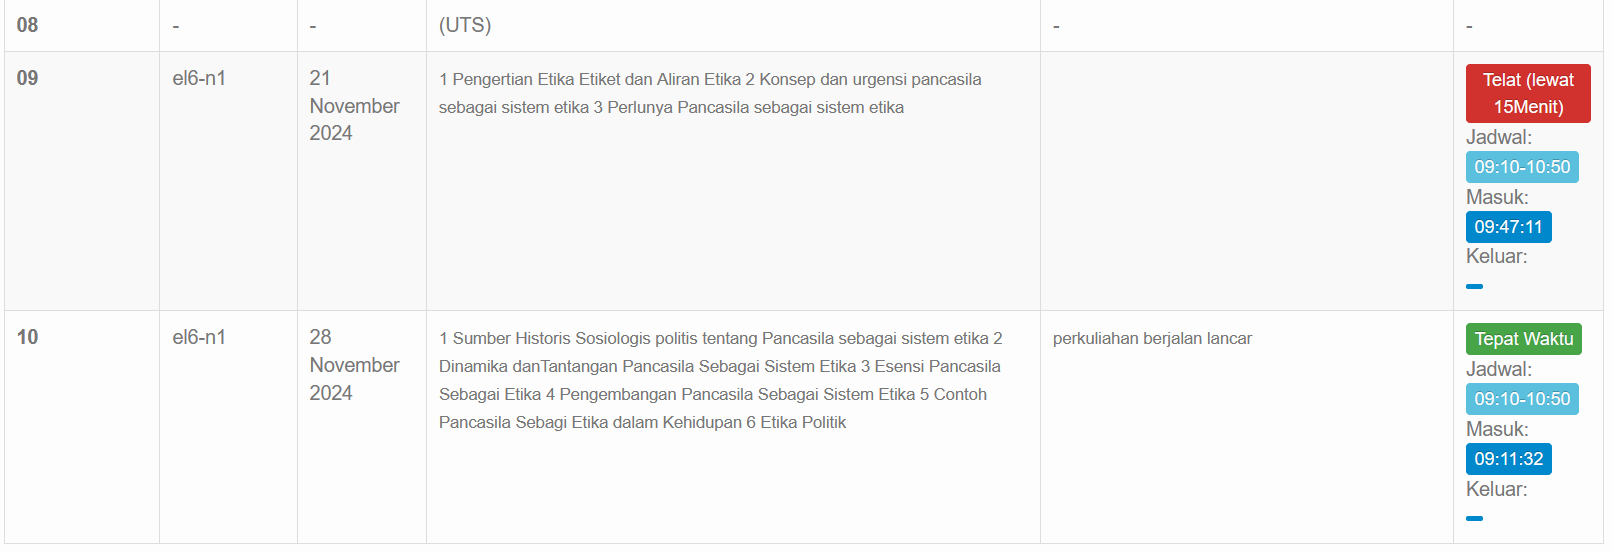 08
-
-
(UTS)
-
-
09
el6-n1
21
November
2024
1 Pengertian Etika Etiket dan Aliran Etika 2 Konsep dan urgensi pancasila
sebagai sistem etika 3 Perlunya Pancasila sebagai sistem etika
Telat (lewat
15Menit)
Jadwal:
09:10-10:50
Masuk:
09:47:11
Keluar:
10
el6-n1
28
November
2024
1 Sumber Historis Sosiologis politis tentang Pancasila sebagai sistem etika 2
Dinamika danTantangan Pancasila Sebagai Sistem Etika 3 Esensi Pancasila
Sebagai Etika 4 Pengembangan Pancasila Sebagai Sistem Etika 5 Contoh
Pancasila Sebagi Etika dalam Kehidupan 6 Etika Politik
perkuliahan berjalan lancar
Tepat Waktu
Jadwal:
09:10-10:50
Masuk:
09:11:32
Keluar: